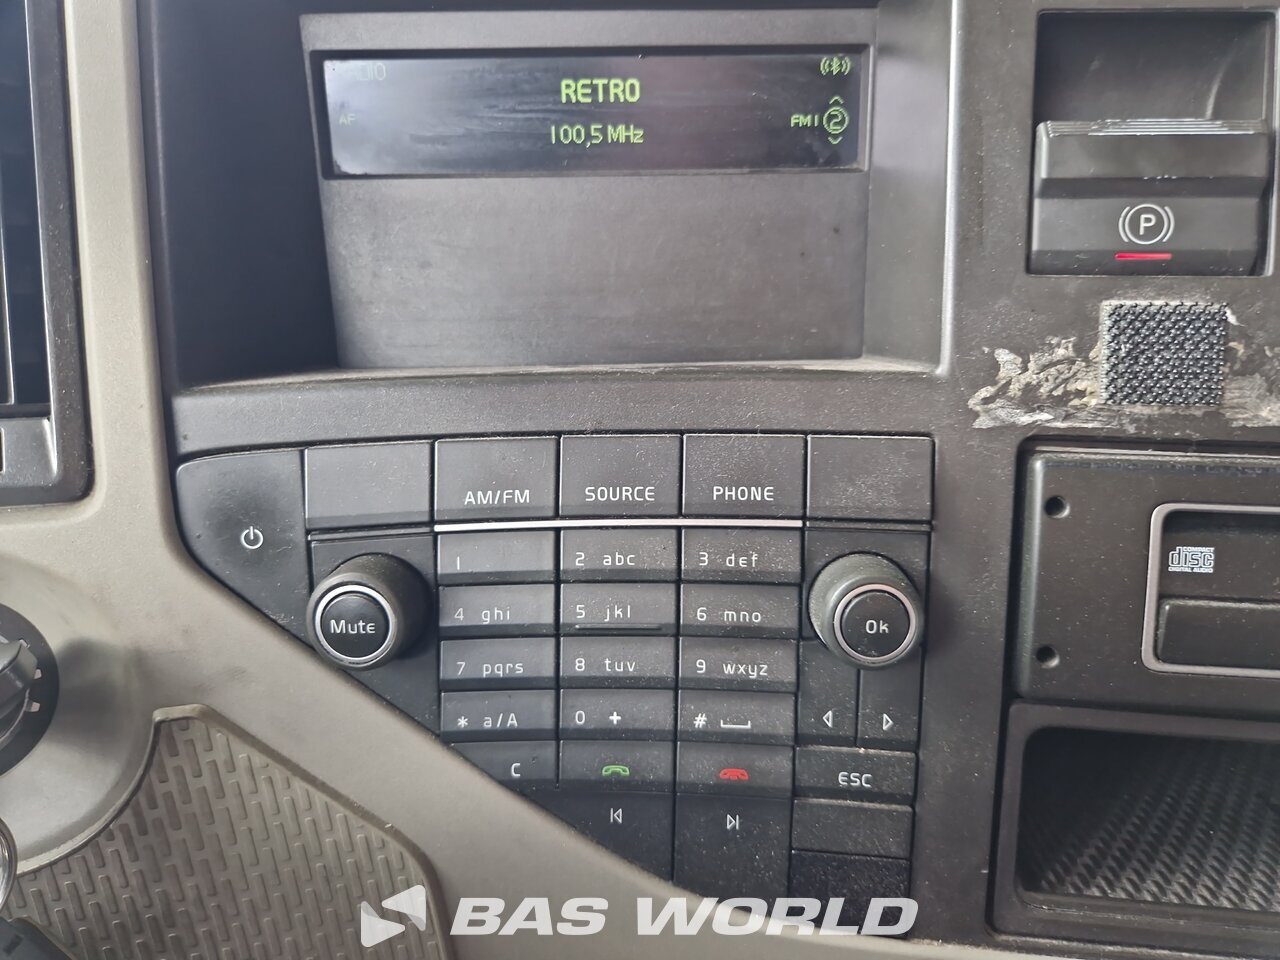 RETRO
AF
100,5 MHz
FM1 2
P
AM/FM
SOURCE
PHONE
1
2 abc
3 def
Mute
4 ghi
5 jkl
6 mno
Ok
7 pqrs
8 tuv
9 wxyz
* a/A
0 +
# ⎵
C
ESC
COMPACT
disc
DIGITAL AUDIO
BAS WORLD